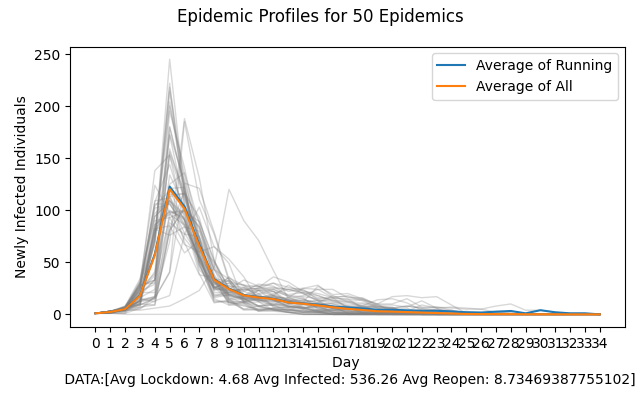 Epidemic Profiles for 50 Epidemics
250
200
150
100
50
0
Newly Infected Individuals
Average of Running
Average of All
0 1 2 3 4 5 6 7 8 9 10 11 12 13 14 15 16 17 18 19 20 21 22 23 24 25 26 27 28 29 30 31 32 33 34
Day
DATA:[Avg Lockdown: 4.68 Avg Infected: 536.26 Avg Reopen: 8.73469387755102]